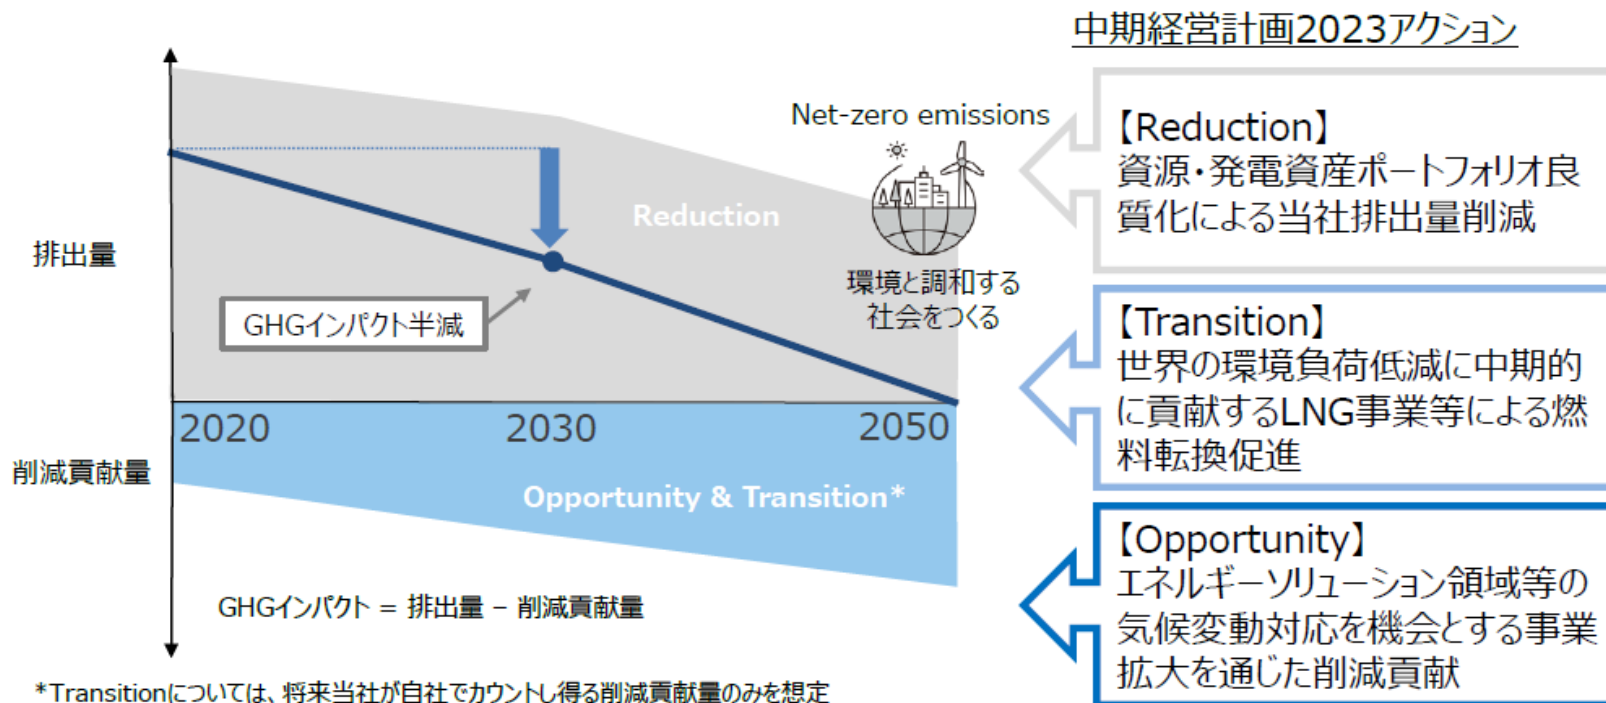 中期経営計画2023アクション
Net-zero emissions
【Reduction】
資源・発電資産ポートフォリオ良
質化による当社排出量削減
Reduction
排出量
環境と調和する
社会をつくる
GHGインパクト半減
【Transition】
世界の環境負荷低減に中期的
に貢献するLNG事業等による燃
料転換促進
2020
2030
2050
削減貢献量
Opportunity & Transition*
【Opportunity】
エネルギーソリューション領域等の
気候変動対応を機会とする事業
拡大を通じた削減貢献
GHGインパクト = 排出量 – 削減貢献量
*Transitionについては、将来当社が自社でカウントし得る削減貢献量のみを想定